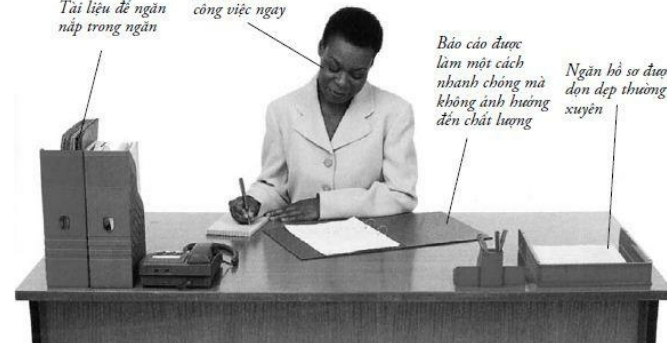 Tài liệu để ngăn
nắp trong ngăn
công việc ngay
Báo cáo được
làm một cách
nhanh chóng mà
không ảnh hưởng
đến chất lượng
Ngăn hồ sơ đượ
dọn dẹp thường
xuyên